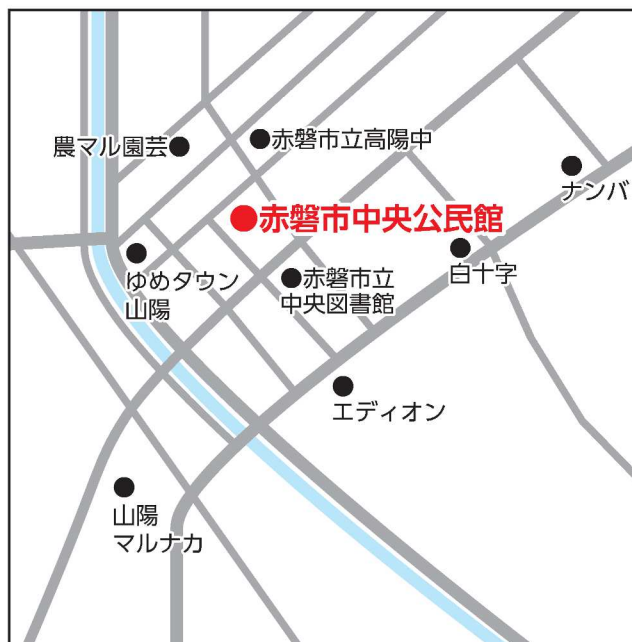 農マル園芸
赤磐市立高陽中
ナンバ
赤磐市中央公民館
ゆめタウン
山陽
赤磐市立
中央図書館
白十字
エディオン
山陽
マルナカ